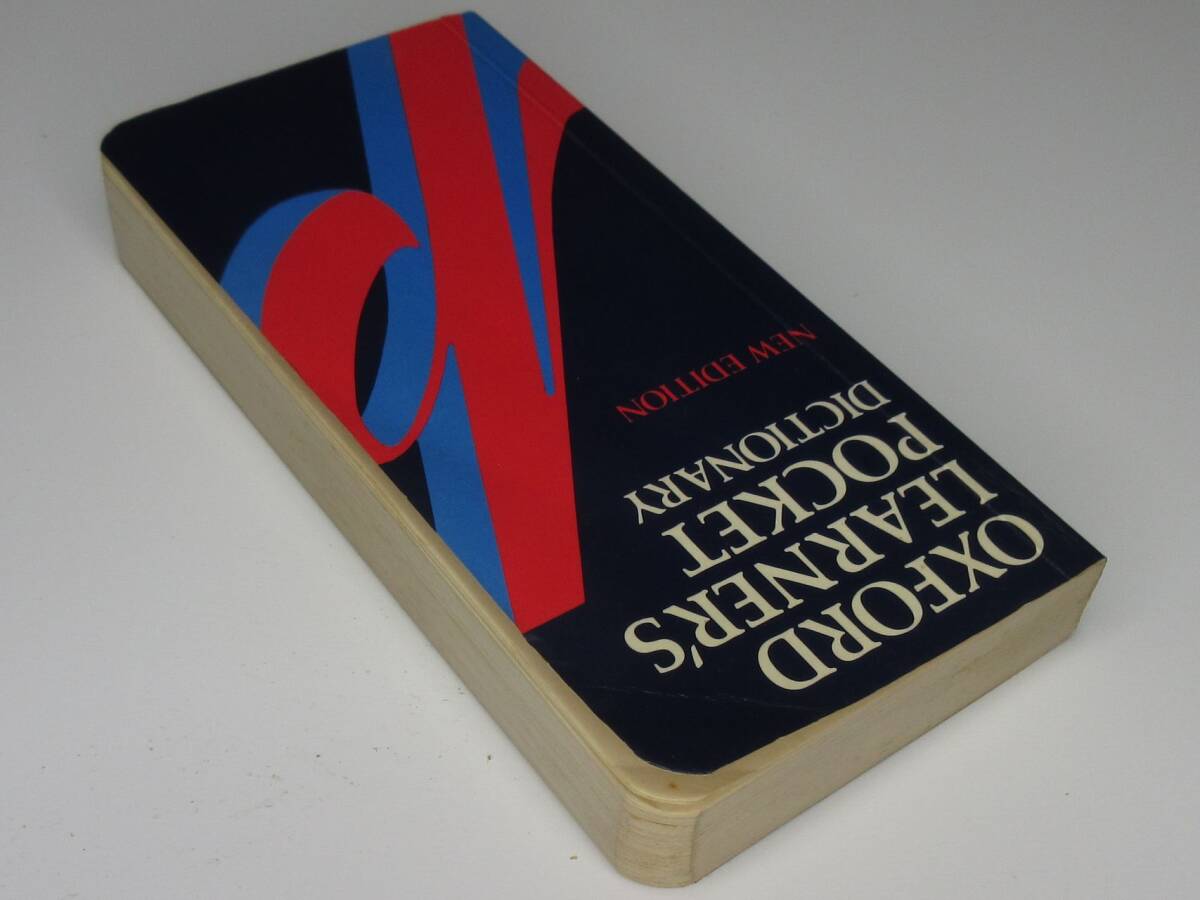 OXFORD
LEARNER'S
POCKET
DICTIONARY
NEW EDITION